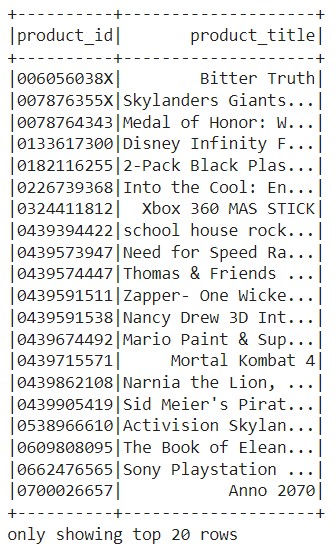 +----------+--------------------+
|product_id|       product_title|
+----------+--------------------+
|006056038X|        Bitter Truth|
|007876355X|Skylanders Giants...|
|0078764343|Medal of Honor: W...|
|0133617300|Disney Infinity F...|
|0182116255|2-Pack Black Plas...|
|0226739368|Into the Cool: En...|
|0324411812|  Xbox 360 MAS STICK|
|0439394422|school house rock...|
|0439573947|Need for Speed Ra...|
|0439574447|Thomas & Friends ...|
|0439591511|Zapper- One Wicke...|
|0439591538|Nancy Drew 3D Int...|
|0439674492|Mario Paint & Sup...|
|0439715571|     Mortal Kombat 4|
|0439862108|Narnia the Lion, ...|
|0439905419|Sid Meier's Pirat...|
|0538966610|Activision Skylan...|
|0609808095|The Book of Elean...|
|0662476565|Sony Playstation ...|
|0700026657|           Anno 2070|
+----------+--------------------+
only showing top 20 rows